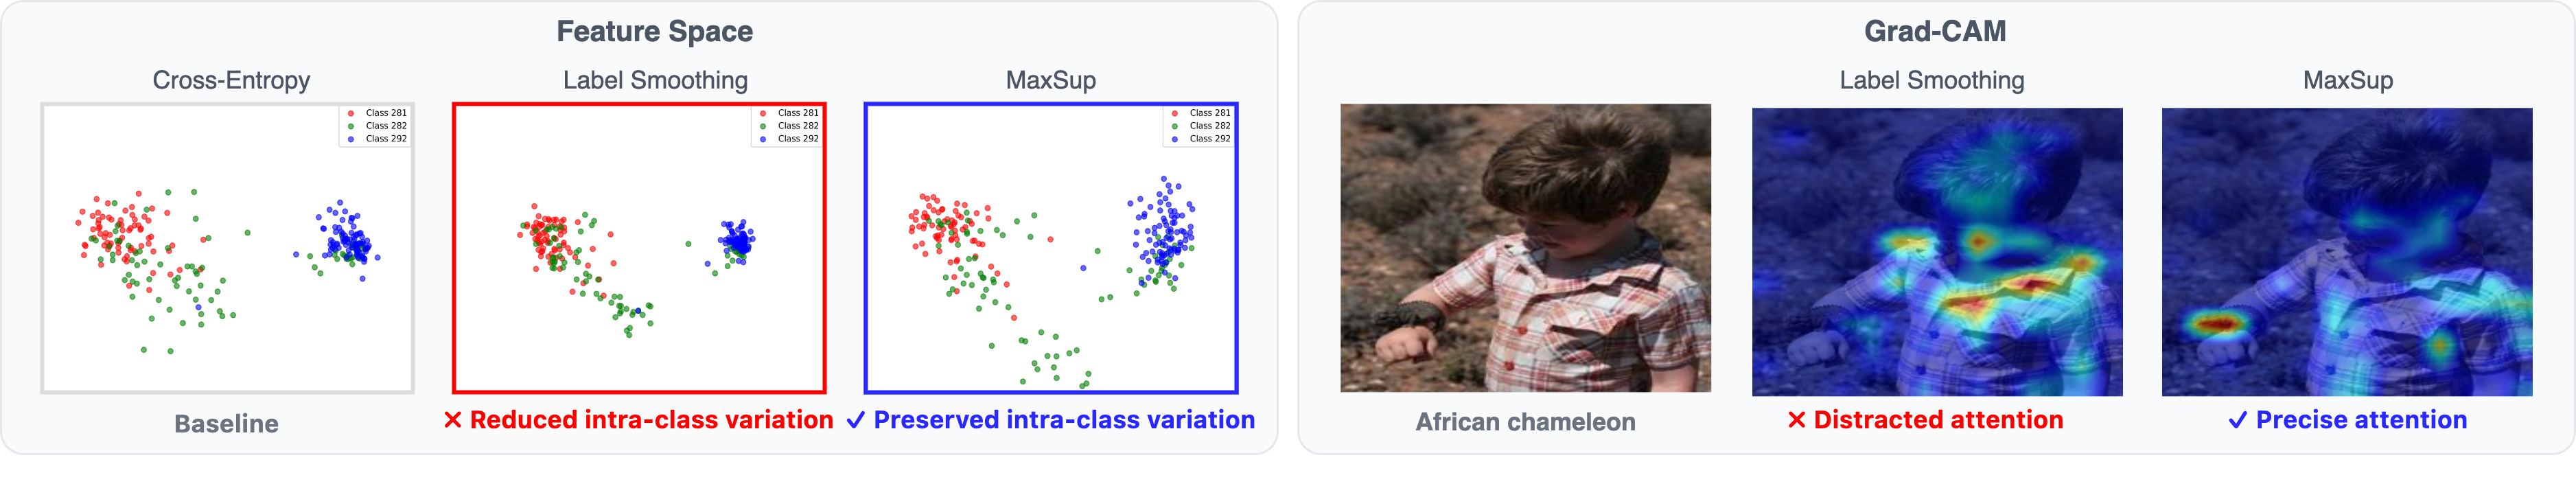 Feature Space
Cross-Entropy
Label Smoothing
MaxSup
Class 281
Class 282
Class 292
Class 281
Class 282
Class 292
Class 281
Class 282
Class 292
Baseline
✕ Reduced intra-class variation
✓ Preserved intra-class variation
Grad-CAM
Label Smoothing
MaxSup
African chameleon
✕ Distracted attention
✓ Precise attention